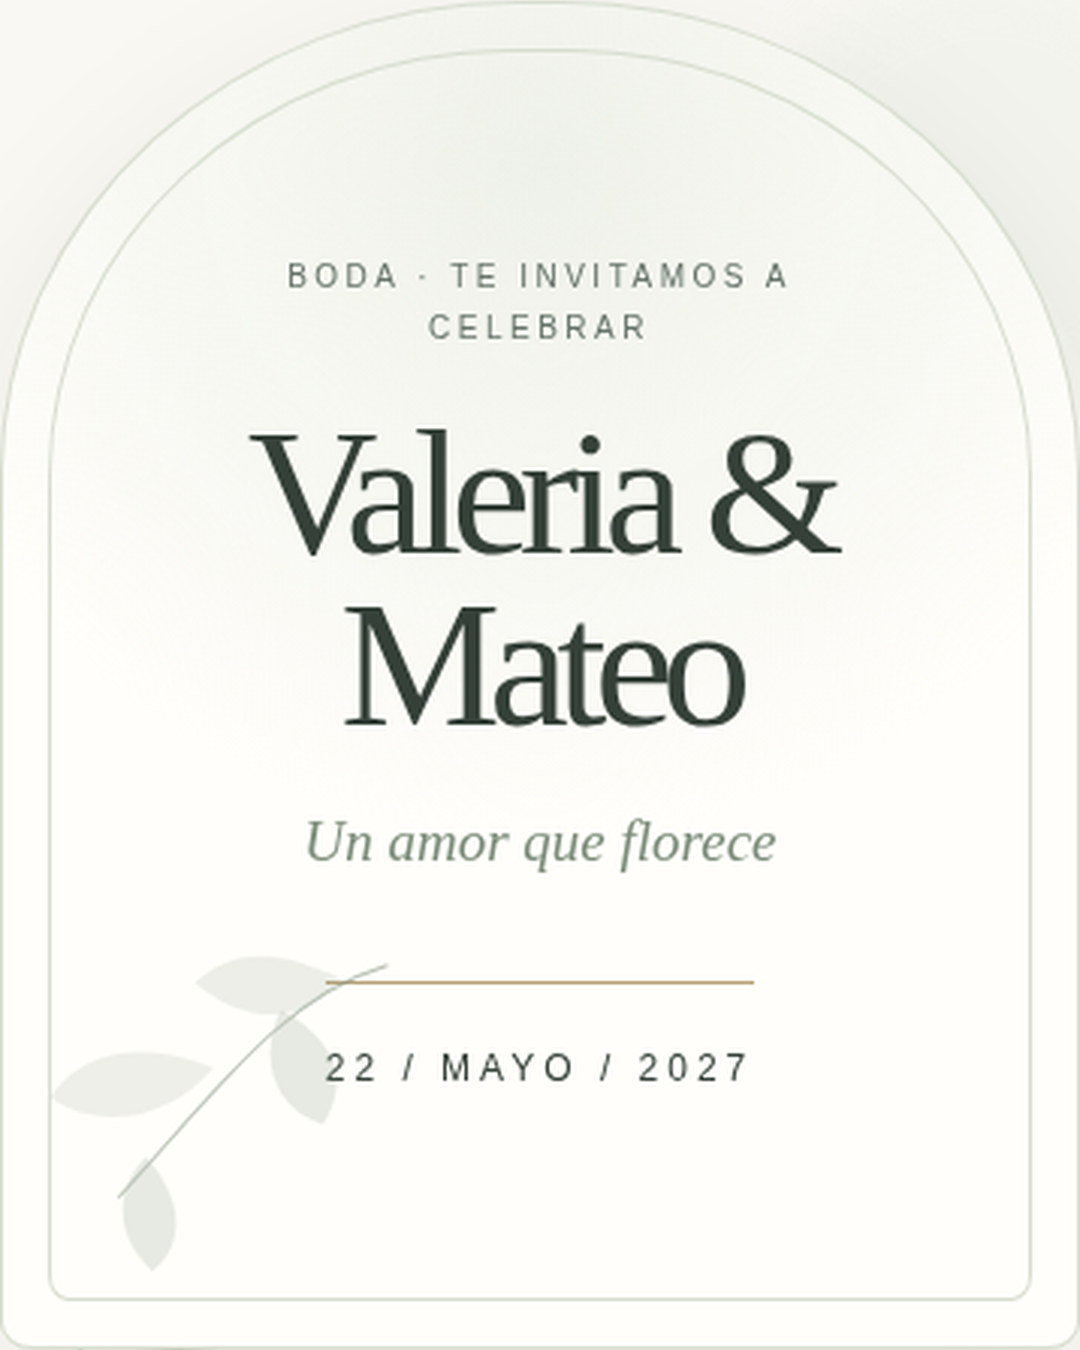 BODA · TE INVITAMOS A
CELEBRAR
Valeria &
Mateo
Un amor que florece
22 / MAYO / 2027